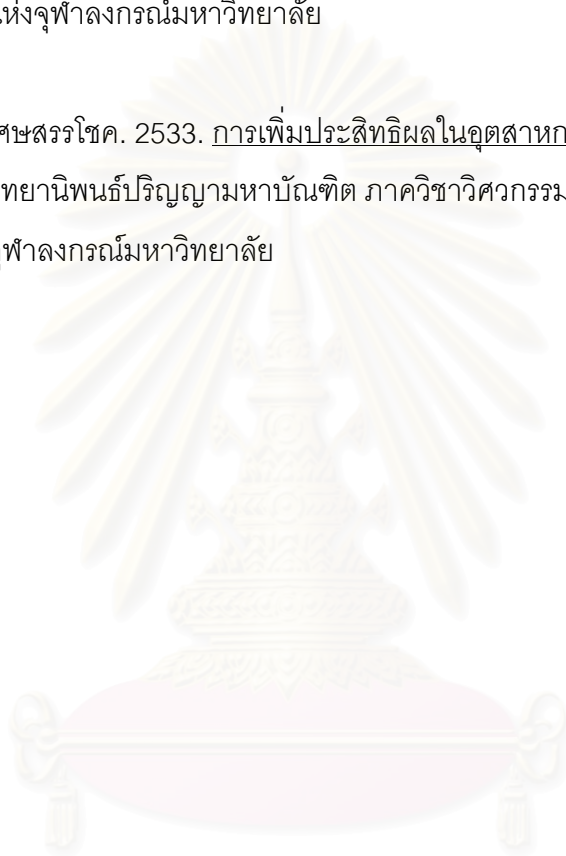 แห่งจุฬาลงกรณ์มหาวิทยาลัย
ศษสรรโชค. 2533. การเพิ่มประสิทธิผลในอุตสาหก
ทยานิพนธ์ปริญญามหาบัณฑิต ภาควิชาวิศวกรรม
ุฬาลงกรณ์มหาวิทยาลัย